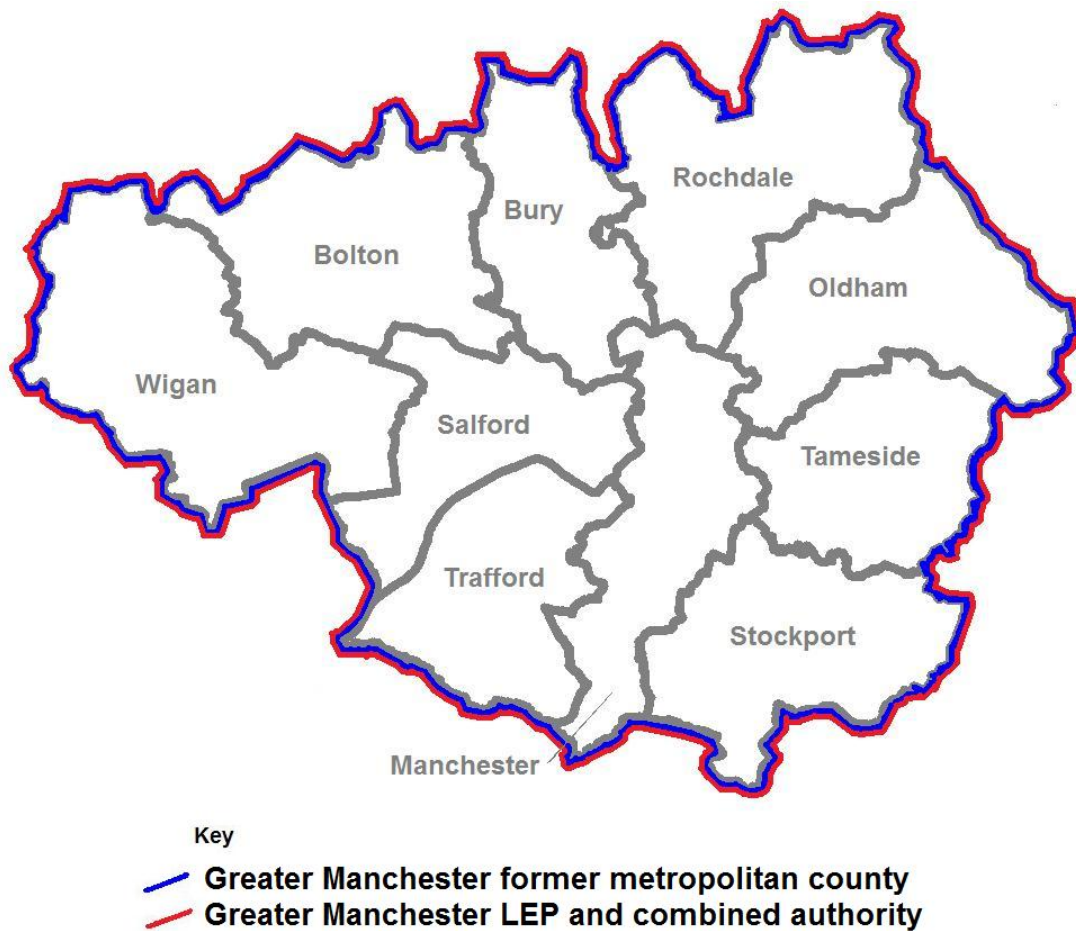 Rochdale
Bury
Bolton
Oldham
Wigan
Salford
Tameside
Trafford
Stockport
Manchester
Key
Greater Manchester former metropolitan county
Greater Manchester LEP and combined authority